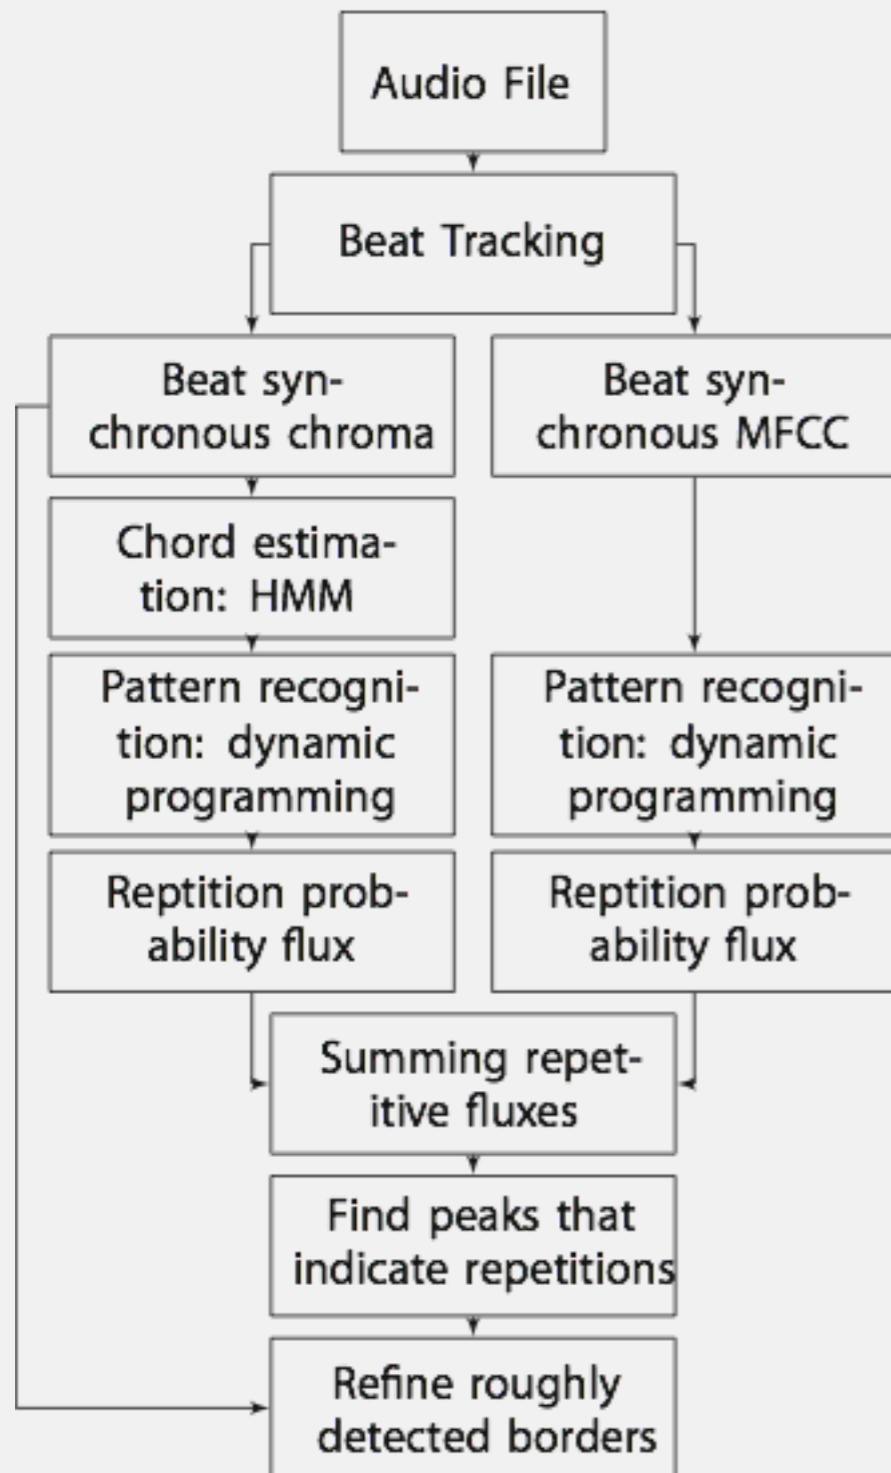 Audio File
Beat Tracking
Beat syn-
chronous chroma
Beat syn-
chronous MFCC
Chord estima-
tion: HMM
Pattern recogni-
tion: dynamic
programming
Pattern recogni-
tion: dynamic
programming
Reptition prob-
ability flux
Reptition prob-
ability flux
Summing repet-
itive fluxes
Find peaks that
indicate repetitions
Refine roughly
detected borders